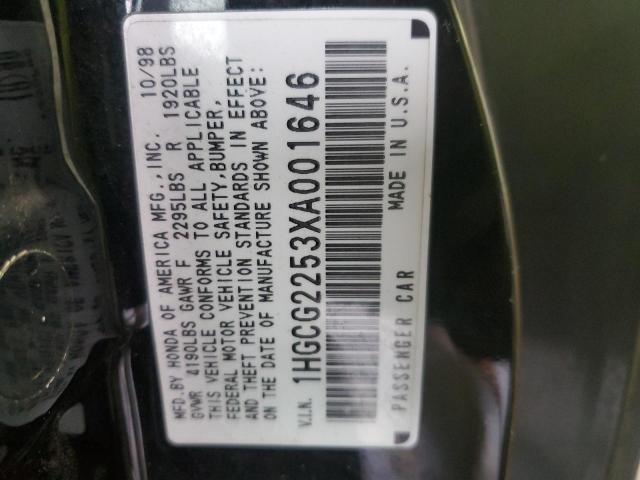 MFD.BY HONDA OF AMERICA MFG.,INC. 10/98
GVWR 4190LBS GAWR F 2295LBS R 1920LBS
THIS VEHICLE CONFORMS TO ALL APPLICABLE
FEDERAL MOTOR VEHICLE SAFETY,BUMPER,
AND THEFT PREVENTION STANDARDS IN EFFECT
ON THE DATE OF MANUFACTURE SHOWN ABOVE:
V.I.N. 1HGCG2253XA001646
PASSENGER CAR MADE IN U.S.A.